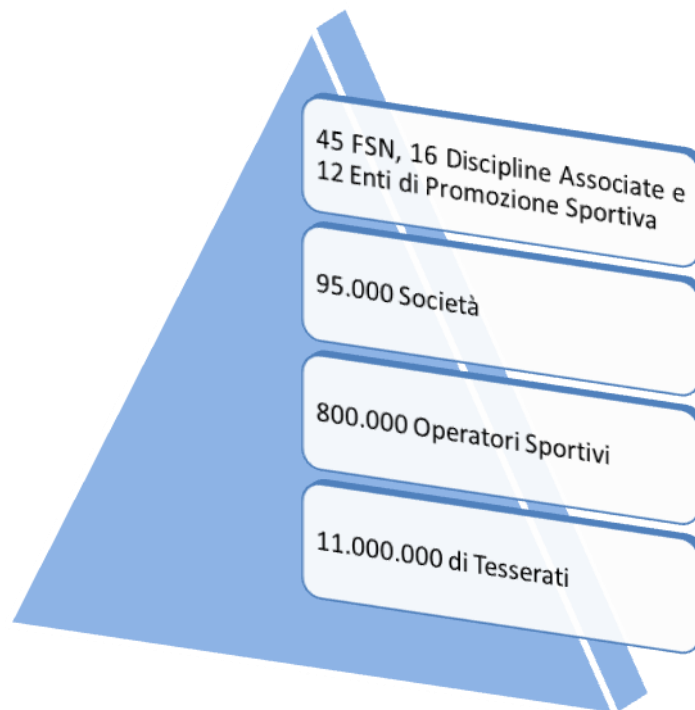 45 FSN, 16 Discipline Associate e
12 Enti di Promozione Sportiva
95.000 Società
800.000 Operatori Sportivi
11.000.000 di Tesserati